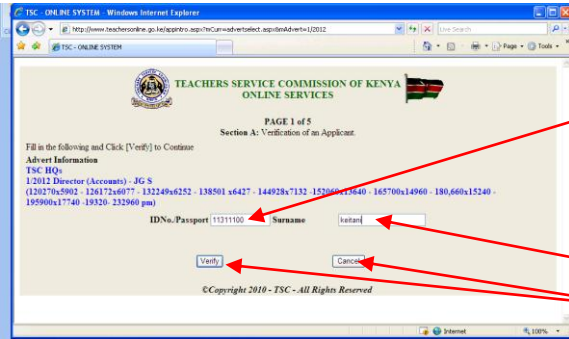 TSC - ONLINE SYSTEM - Windows Internet Explorer
http://www.teachersonline.go.ke/appintro.aspx?mCurr=advertselect.aspx&mAdvert=1/2012
Live Search
TSC - ONLINE SYSTEM
Page
Tools
TEACHERS SERVICE COMMISSION OF KENYA
ONLINE SERVICES
PAGE 1 of 5
Section A: Verification of an Applicant.
Fill in the following and Click [Verify] to Continue
Advert Information
TSC HQs
1/2012 Director (Accounts) - JG S
(120270x5902 - 126172x6077 - 132249x6252 - 138501 x6427 - 144928x7132 -152060x13640 - 165700x14960 - 180,660x15240 -
195900x17740 -19320- 232960 pm)
IDNo./Passport 11311100 Surname keitani
Verify Cancel
©Copyright 2010 - TSC - All Rights Reserved
Internet 100%